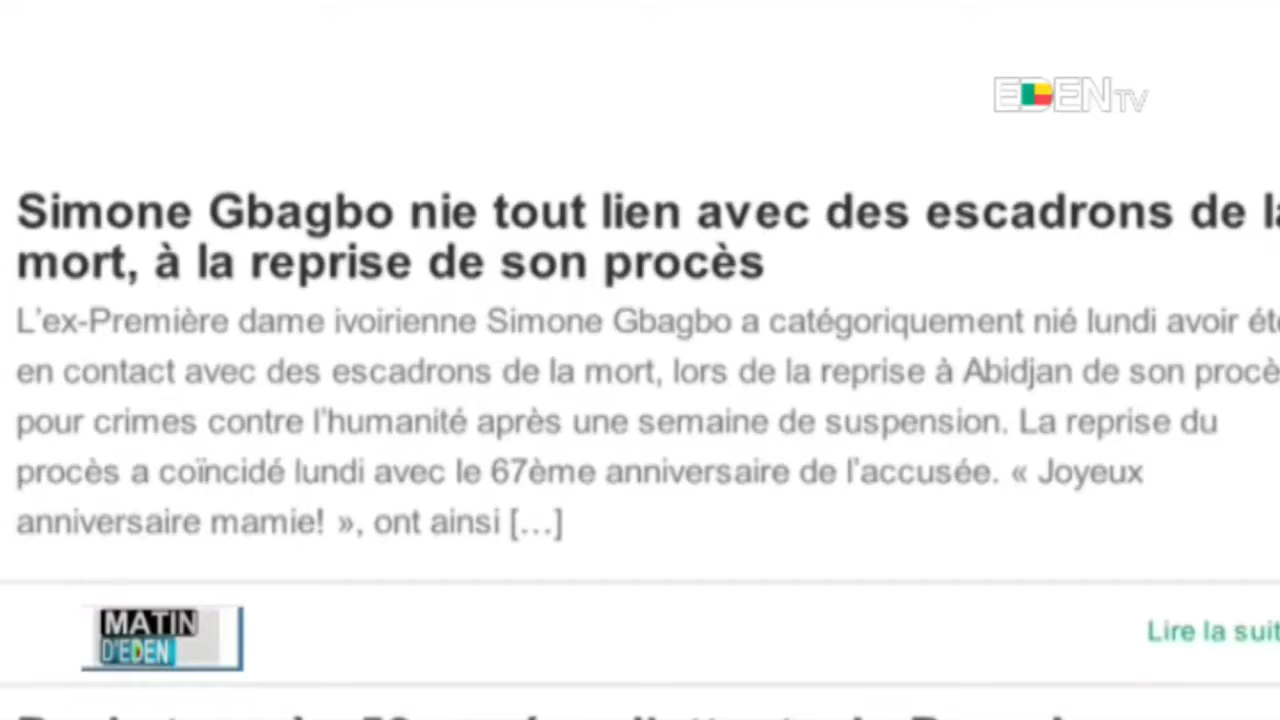 EDEN TV
Simone Gbagbo nie tout lien avec des escadrons de la
mort, à la reprise de son procès
L'ex-Première dame ivoirienne Simone Gbagbo a catégoriquement nié lundi avoir été
en contact avec des escadrons de la mort, lors de la reprise à Abidjan de son procè
pour crimes contre l'humanité après une semaine de suspension. La reprise du
procès a coïncidé lundi avec le 67ème anniversaire de l'accusée. « Joyeux
anniversaire mamie! », ont ainsi [...]
MATIN
D'EDEN
Lire la suit